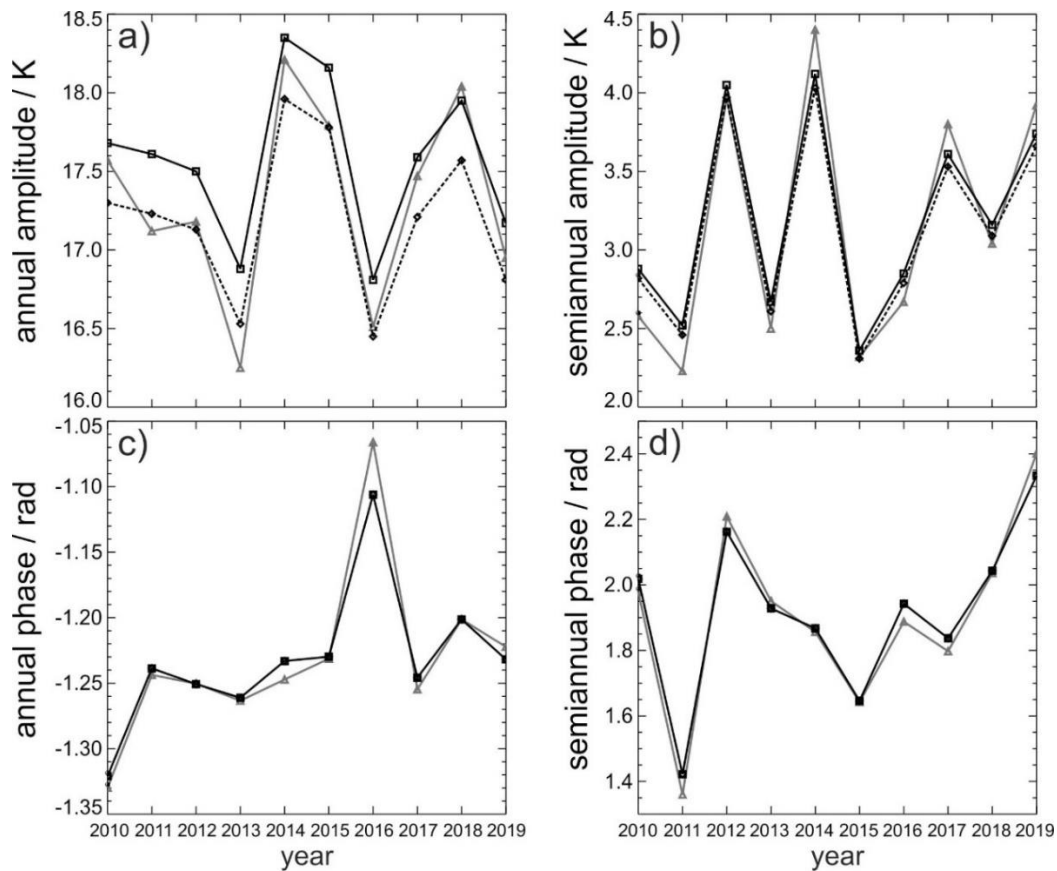 a)
annual amplitude / K
18.5
18.0
17.5
17.0
16.5
16.0
b)
semiannual amplitude / K
4.5
4.0
3.5
3.0
2.5
2.0
c)
annual phase / rad
-1.05
-1.10
-1.15
-1.20
-1.25
-1.30
-1.35
2010 2011 2012 2013 2014 2015 2016 2017 2018 2019
year
d)
semiannual phase / rad
2.4
2.2
2.0
1.8
1.6
1.4
2010 2011 2012 2013 2014 2015 2016 2017 2018 2019
year